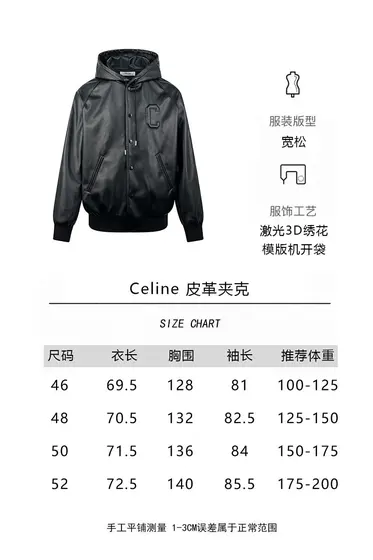 C
服装版型
宽松
服饰工艺
激光3D绣花
模版机开袋
Celine 皮革夹克
SIZE CHART
尺码 衣长 胸围 袖长 推荐体重
46 69.5 128 81 100-125
48 70.5 132 82.5 125-150
50 71.5 136 84 150-175
52 72.5 140 85.5 175-200
手工平铺测量 1-3CM误差属于正常范围